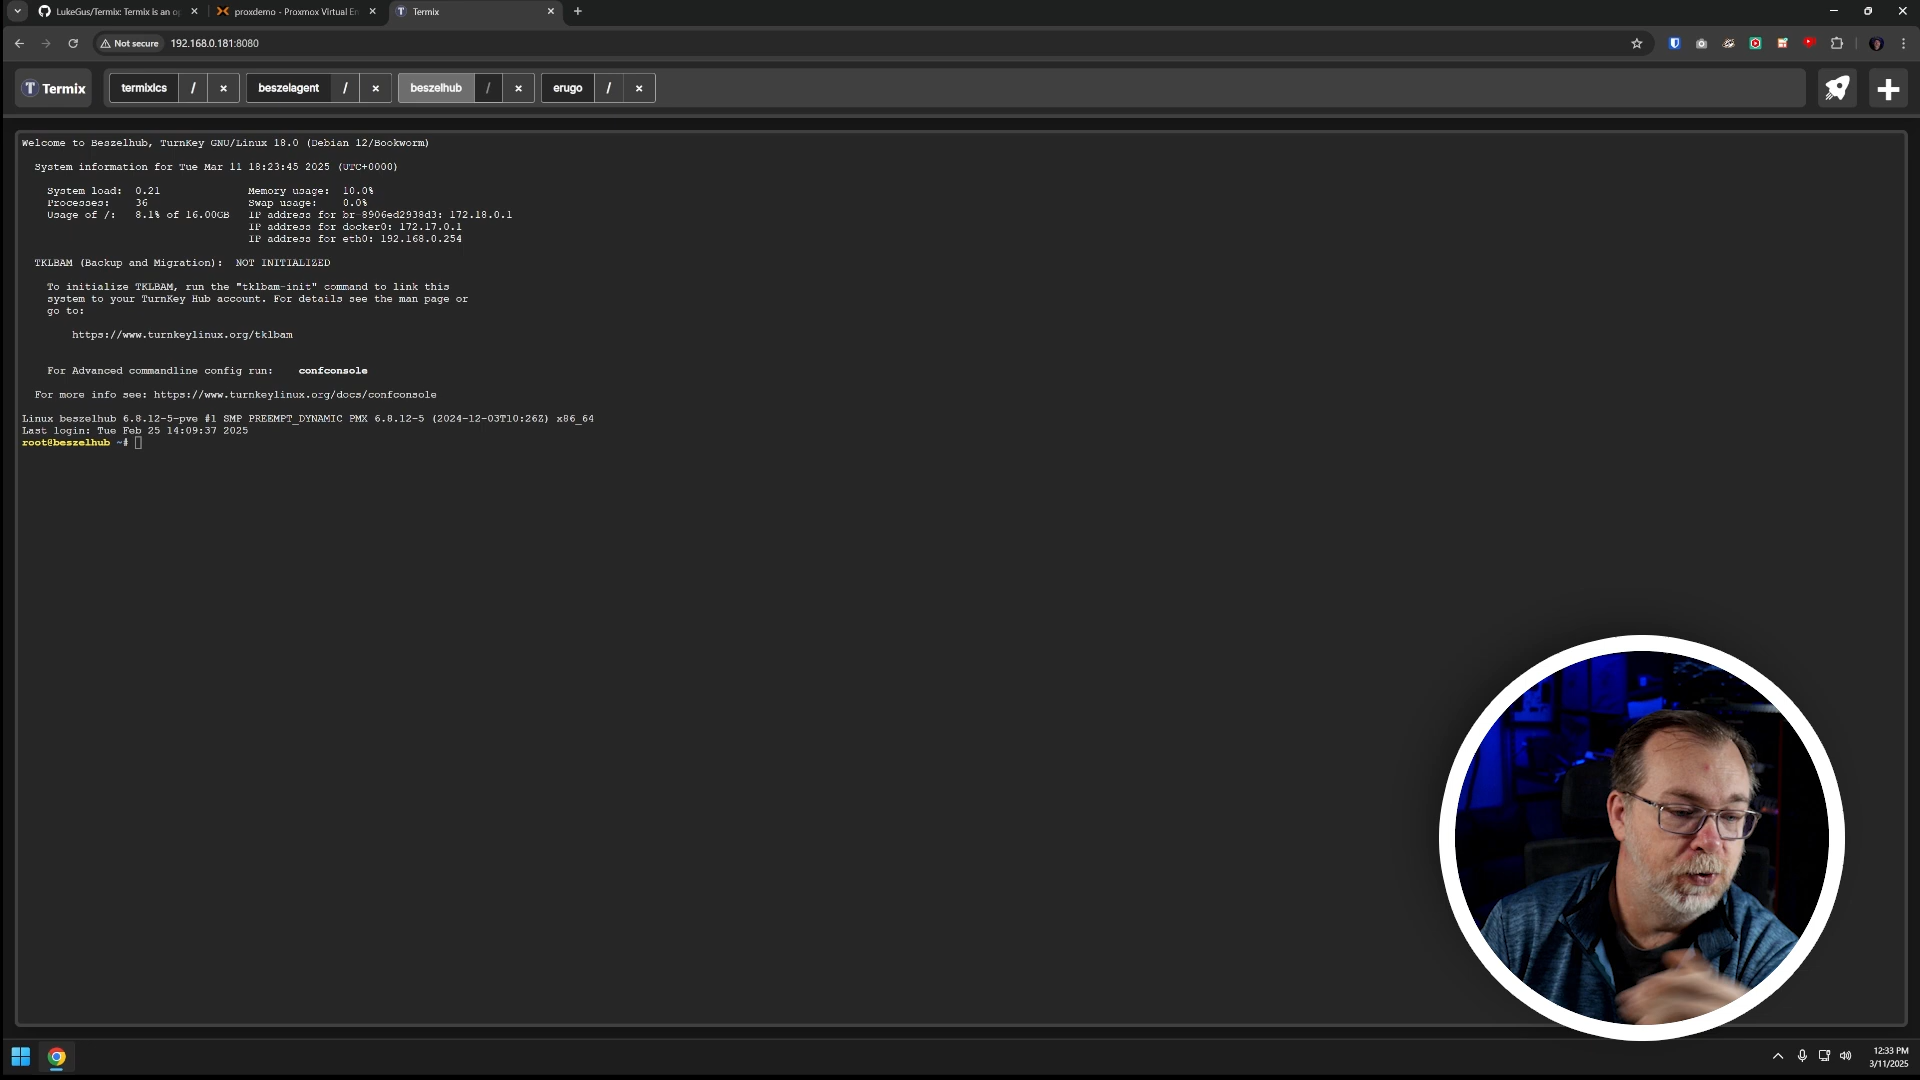 LukeGus/Termix: Termix is an op
proxdemo - Proxmox Virtual En
Termix
Not secure
192.168.0.181:8080
Termix
termixlcs / ×
beszelagent / ×
beszelhub / ×
erugo / ×
Welcome to Beszelhub, TurnKey GNU/Linux 18.0 (Debian 12/Bookworm)
System information for Tue Mar 11 18:23:45 2025 (UTC+0000)
System load: 0.21 Memory usage: 10.0%
Processes: 36 Swap usage: 0.0%
Usage of /: 8.1% of 16.00GB IP address for br-8906ed2938d3: 172.18.0.1
IP address for docker0: 172.17.0.1
IP address for eth0: 192.168.0.254
TKLBAM (Backup and Migration): NOT INITIALIZED
To initialize TKLBAM, run the "tklbam-init" command to link this
system to your TurnKey Hub account. For details see the man page or
go to:
https://www.turnkeylinux.org/tklbam
For Advanced commandline config run: confconsole
For more info see: https://www.turnkeylinux.org/docs/confconsole
Linux beszelhub 6.8.12-5-pve #1 SMP PREEMPT_DYNAMIC PMX 6.8.12-5 (2024-12-03T10:26Z) x86_64
Last login: Tue Feb 25 14:09:37 2025
root@beszelhub ~#
12:33 PM
3/11/2025